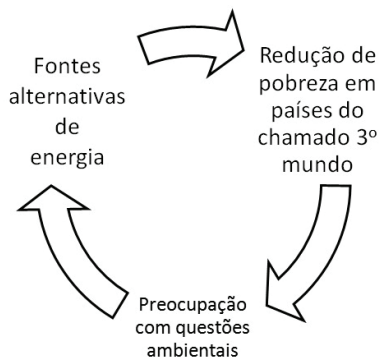 Fontes
alternativas
de
energia
Redução de
pobreza em
países do
chamado 3º
mundo
Preocupação
com questões
ambientais